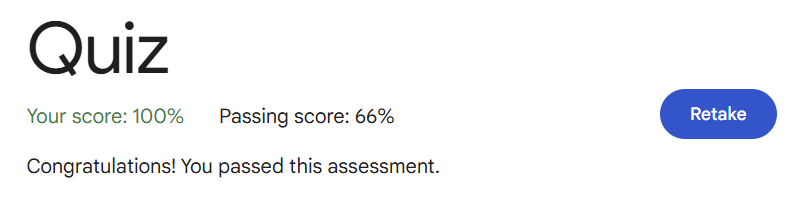 Quiz
Your score: 100% Passing score: 66%
Retake
Congratulations! You passed this assessment.